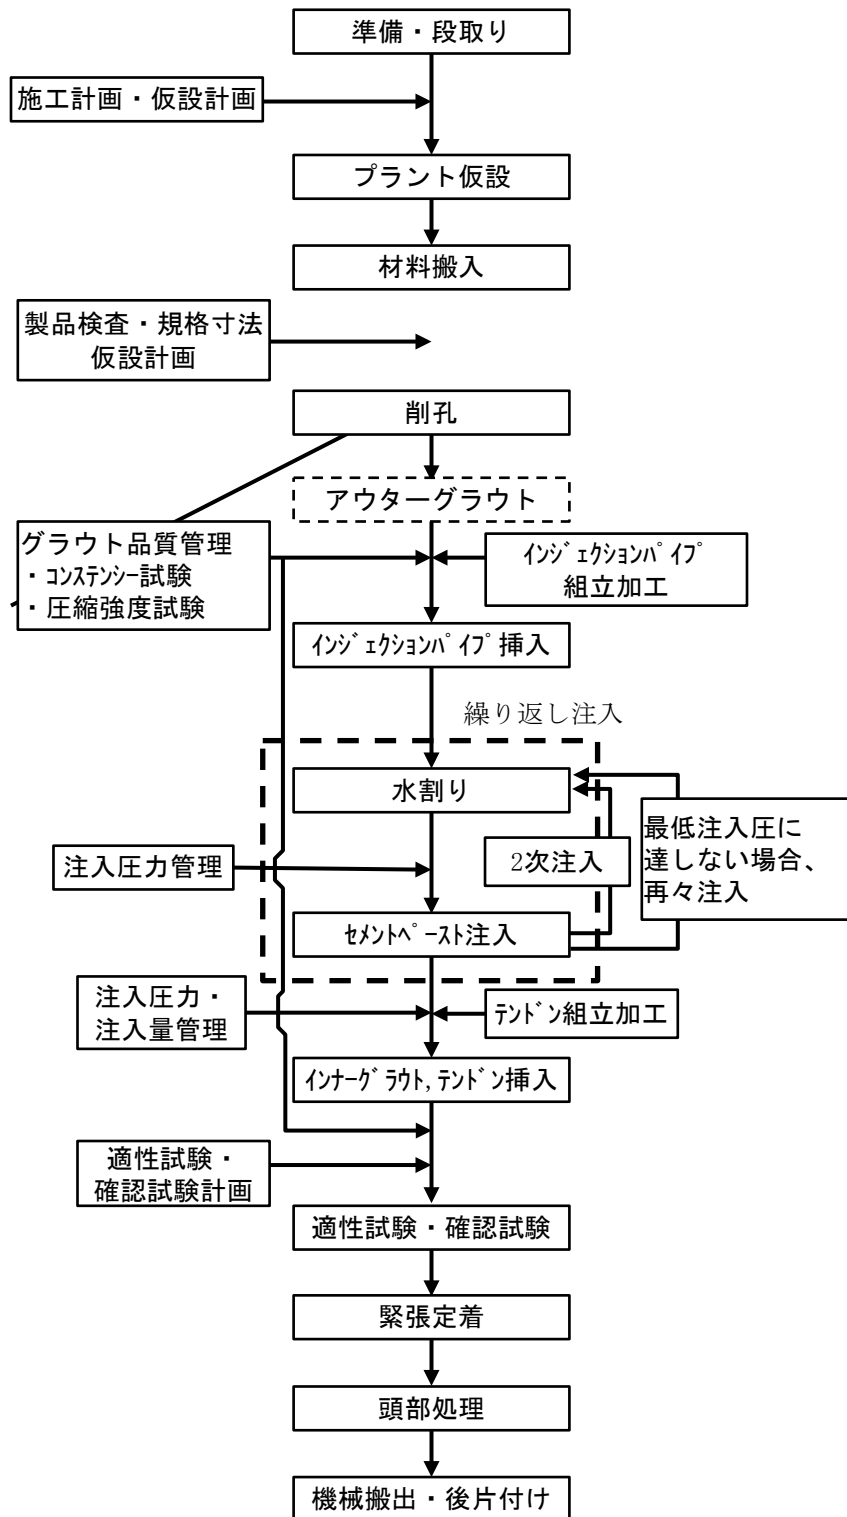 準備・段取り
施工計画・仮設計画
プラント仮設
材料搬入
製品検査・規格寸法
仮設計画
削孔
アウターグラウト
グラウト品質管理
・ｺﾝｽﾃﾝｼｰ試験
・圧縮強度試験
ｲﾝｼﾞｪｸｼｮﾝﾊﾟｲﾌﾟ
組立加工
ｲﾝｼﾞｪｸｼｮﾝﾊﾟｲﾌﾟ挿入
繰り返し注入
水割り
最低注入圧に
達しない場合、
再々注入
2次注入
注入圧力管理
ｾﾒﾝﾄﾍﾟｰｽﾄ注入
注入圧力・
注入量管理
ﾃﾝﾄﾞﾝ組立加工
ｲﾝﾅｰｸﾞﾗｳﾄ,ﾃﾝﾄﾞﾝ挿入
適性試験・
確認試験計画
適性試験・確認試験
緊張定着
頭部処理
機械搬出・後片付け